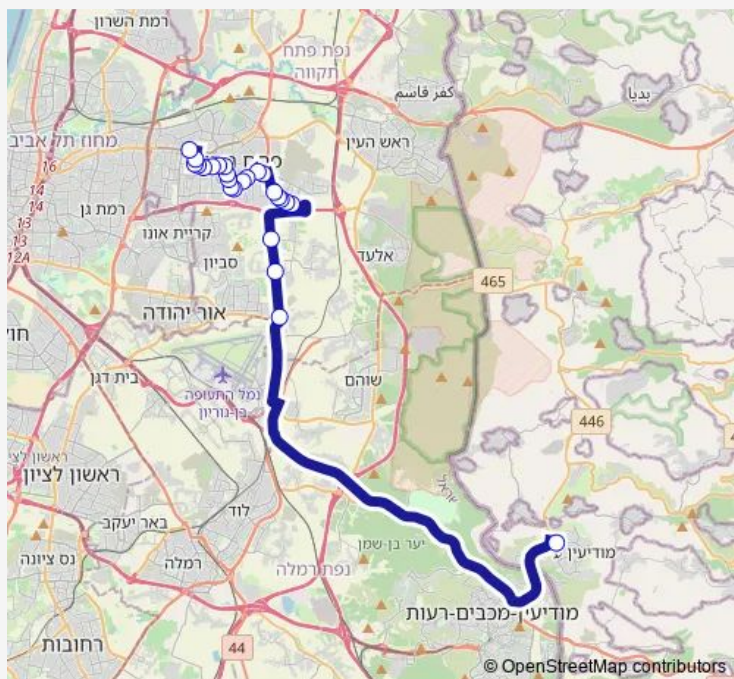 רמת השרון
נפת פתח
תקווה
כפר קאסם
בדיה
מחוז תל אביב
ראש העין
16
14
14
רמת גן
13
13
12A
קריית אונו
סביון
אלעד
465
אור יהודה
בית דגן
נמל התעופה
בן-גוריון
שוהם
446
ראשון לציון
לוד
באר יעקב
יער בן-שמן
מודיעין
נס ציונה
רמלה
נפת רמלה
מודיעין-מכבים-רעות
רחובות
44
© OpenStreetMap contributors